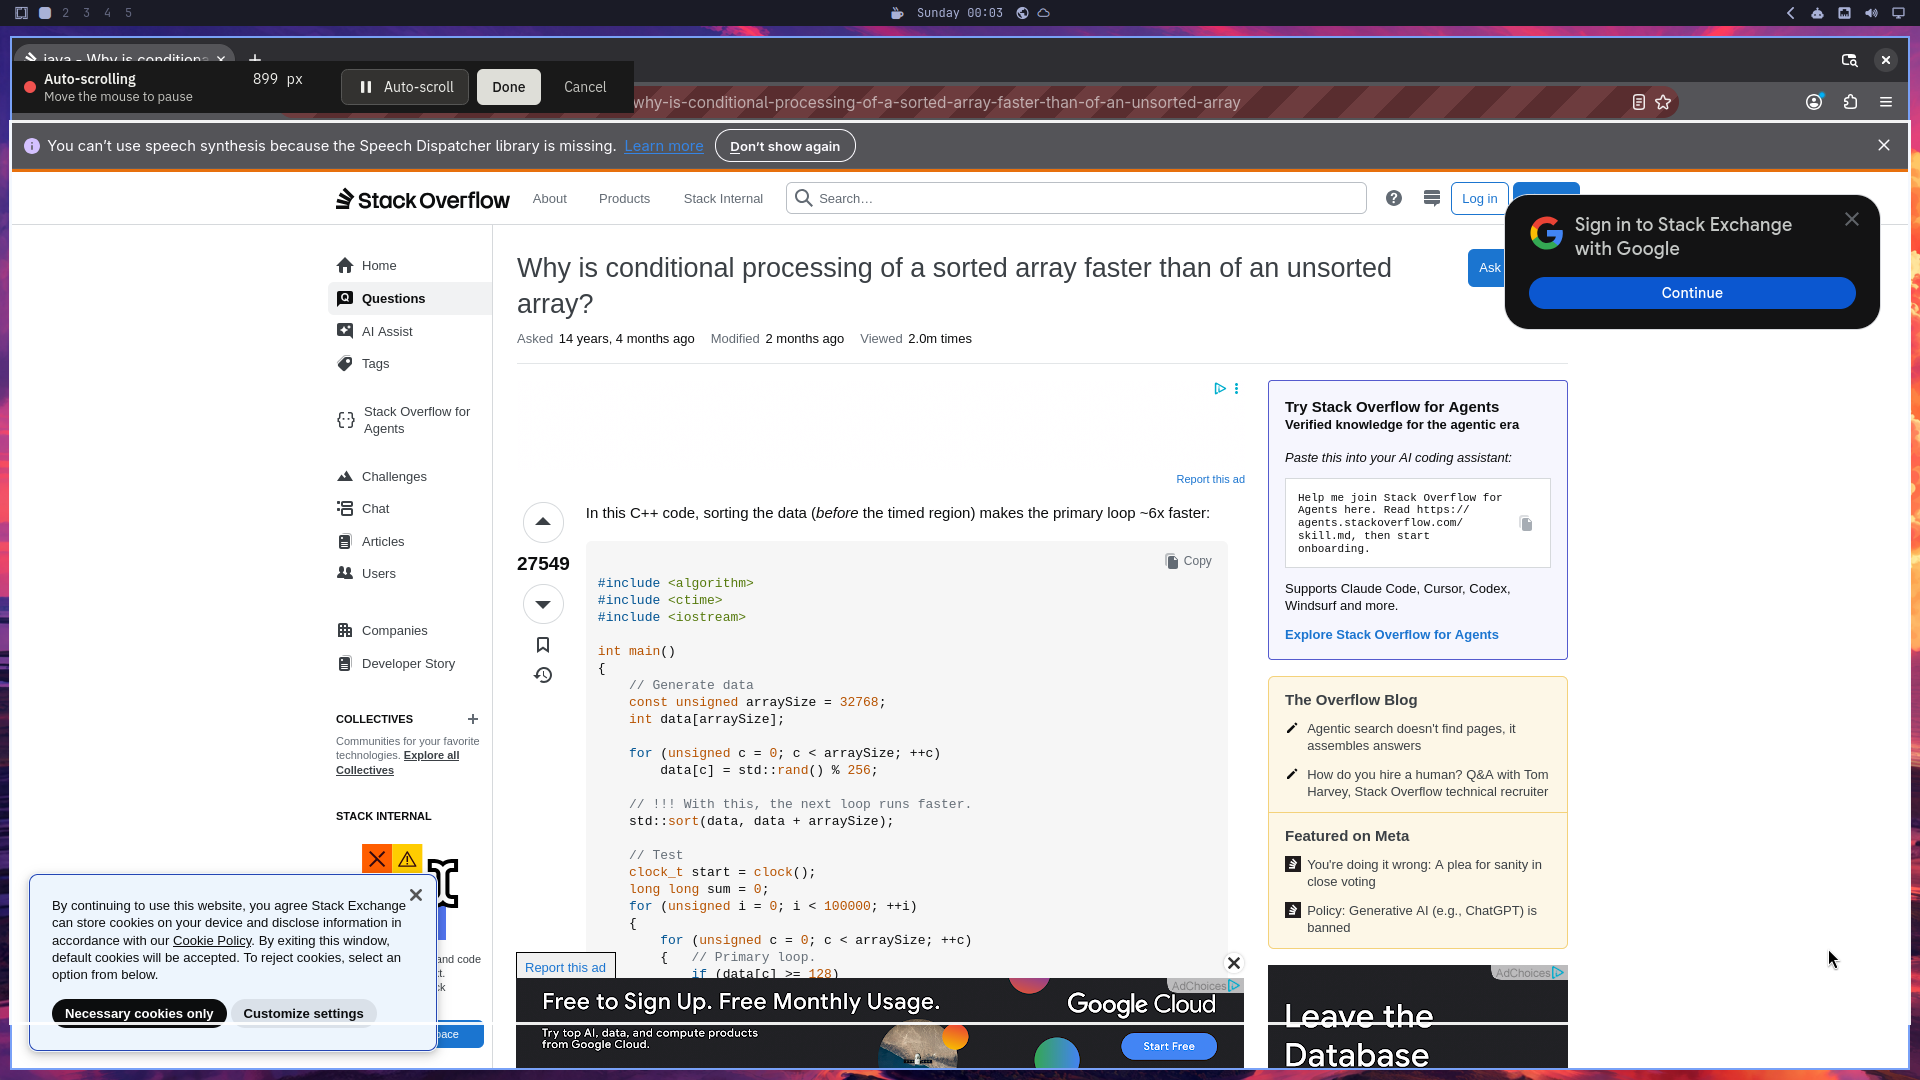 2 3 4 5
Sunday 00:03
java - Why is conditiona
Auto-scrolling
Move the mouse to pause
899 px
Auto-scroll
Done
Cancel
why-is-conditional-processing-of-a-sorted-array-faster-than-of-an-unsorted-array
You can't use speech synthesis because the Speech Dispatcher library is missing. Learn more
Don't show again
Stack Overflow
About
Products
Stack Internal
Search…
Log in
Sign in to Stack Exchange
with Google
Continue
Home
Questions
AI Assist
Tags
Stack Overflow for
Agents
Challenges
Chat
Articles
Users
Companies
Developer Story
COLLECTIVES
Communities for your favorite
technologies. Explore all
Collectives
STACK INTERNAL
and code
ck
pace
By continuing to use this website, you agree Stack Exchange
can store cookies on your device and disclose information in
accordance with our Cookie Policy. By exiting this window,
default cookies will be accepted. To reject cookies, select an
option from below.
Necessary cookies only
Customize settings
Why is conditional processing of a sorted array faster than of an unsorted
array?
Ask
Asked 14 years, 4 months ago Modified 2 months ago Viewed 2.0m times
Report this ad
27549
In this C++ code, sorting the data (before the timed region) makes the primary loop ~6x faster:
Copy
#include <algorithm>
#include <ctime>
#include <iostream>
int main()
{
// Generate data
const unsigned arraySize = 32768;
int data[arraySize];
for (unsigned c = 0; c < arraySize; ++c)
data[c] = std::rand() % 256;
// !!! With this, the next loop runs faster.
std::sort(data, data + arraySize);
// Test
clock_t start = clock();
long long sum = 0;
for (unsigned i = 0; i < 100000; ++i)
{
for (unsigned c = 0; c < arraySize; ++c)
{ // Primary loop.
if (data[c] >= 128)
Report this ad
AdChoices
Free to Sign Up. Free Monthly Usage.
Google Cloud
Try top AI, data, and compute products
from Google Cloud.
Start Free
Try Stack Overflow for Agents
Verified knowledge for the agentic era
Paste this into your AI coding assistant:
Help me join Stack Overflow for
Agents here. Read https://
agents.stackoverflow.com/
skill.md, then start
onboarding.
Supports Claude Code, Cursor, Codex,
Windsurf and more.
Explore Stack Overflow for Agents
The Overflow Blog
Agentic search doesn't find pages, it
assembles answers
How do you hire a human? Q&A with Tom
Harvey, Stack Overflow technical recruiter
Featured on Meta
You're doing it wrong: A plea for sanity in
close voting
Policy: Generative AI (e.g., ChatGPT) is
banned
AdChoices
Leave the
Database